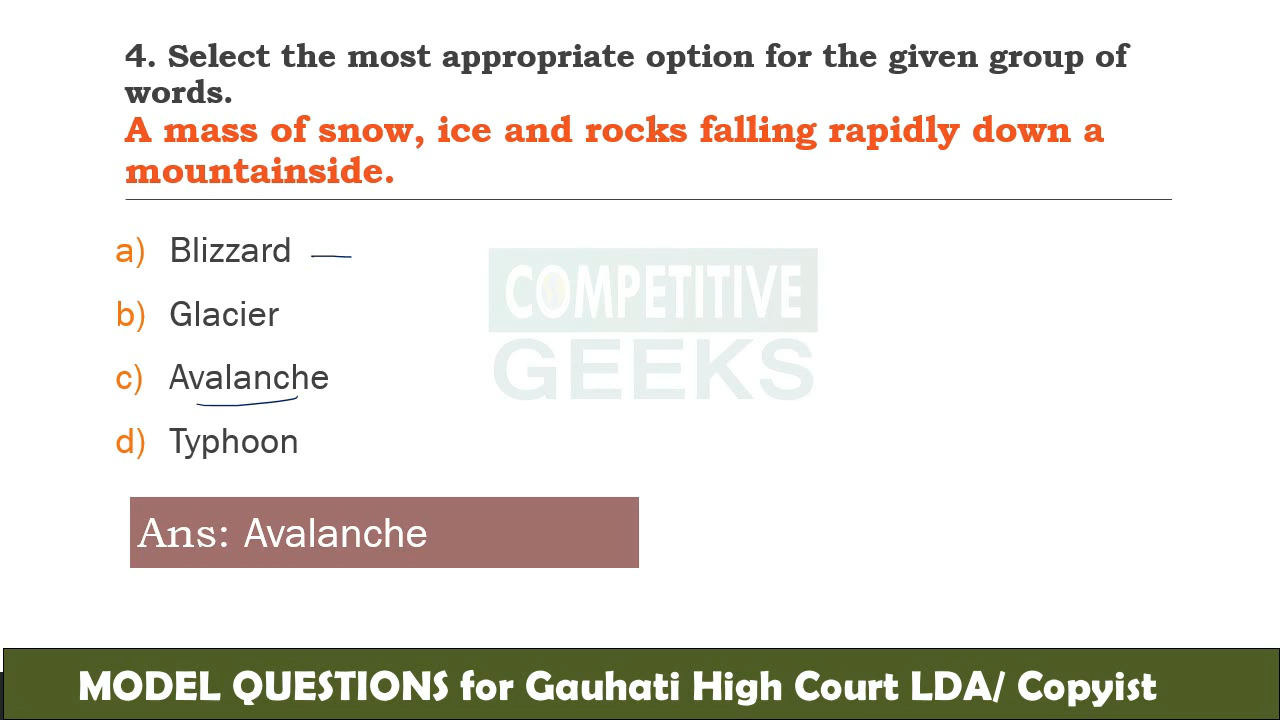 4. Select the most appropriate option for the given group of
words.
A mass of snow, ice and rocks falling rapidly down a
mountainside.
a) Blizzard
b) Glacier
c) Avalanche
d) Typhoon
COMPETITIVE
GEEKS
Ans: Avalanche
MODEL QUESTIONS for Gauhati High Court LDA/ Copyist